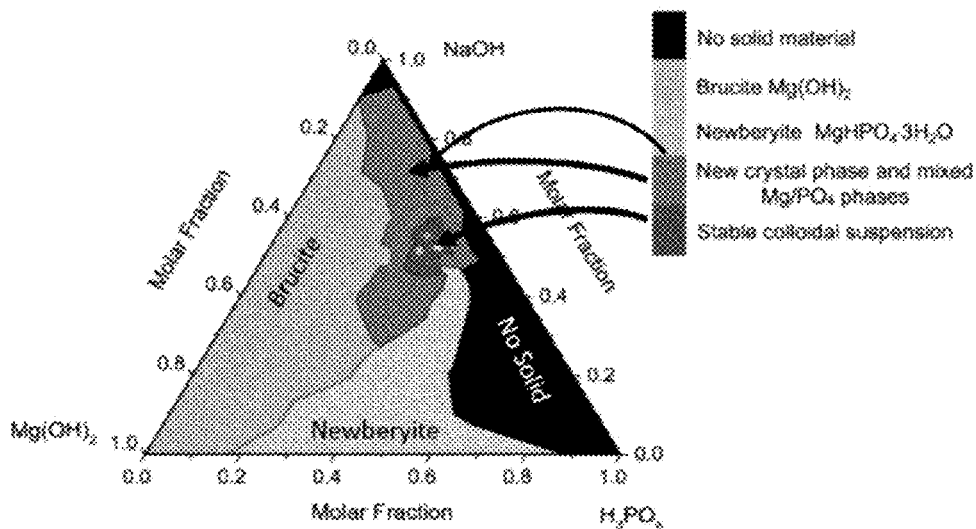 0.0
1.0
NaOH
No solid material
Brucite Mg(OH)₂
Newberyite MgHPO₄·3H₂O
New crystal phase and mixed
Mg/PO₄ phases
Stable colloidal suspension
Molar Fraction
0.2
0.4
0.6
0.8
1.0
Mg(OH)₂
0.8
0.6
0.4
0.2
0.0
Molar Fraction
Brucite
No Solid
Newberyite
0.0
0.2
0.4
0.6
0.8
1.0
Molar Fraction
H₃PO₄